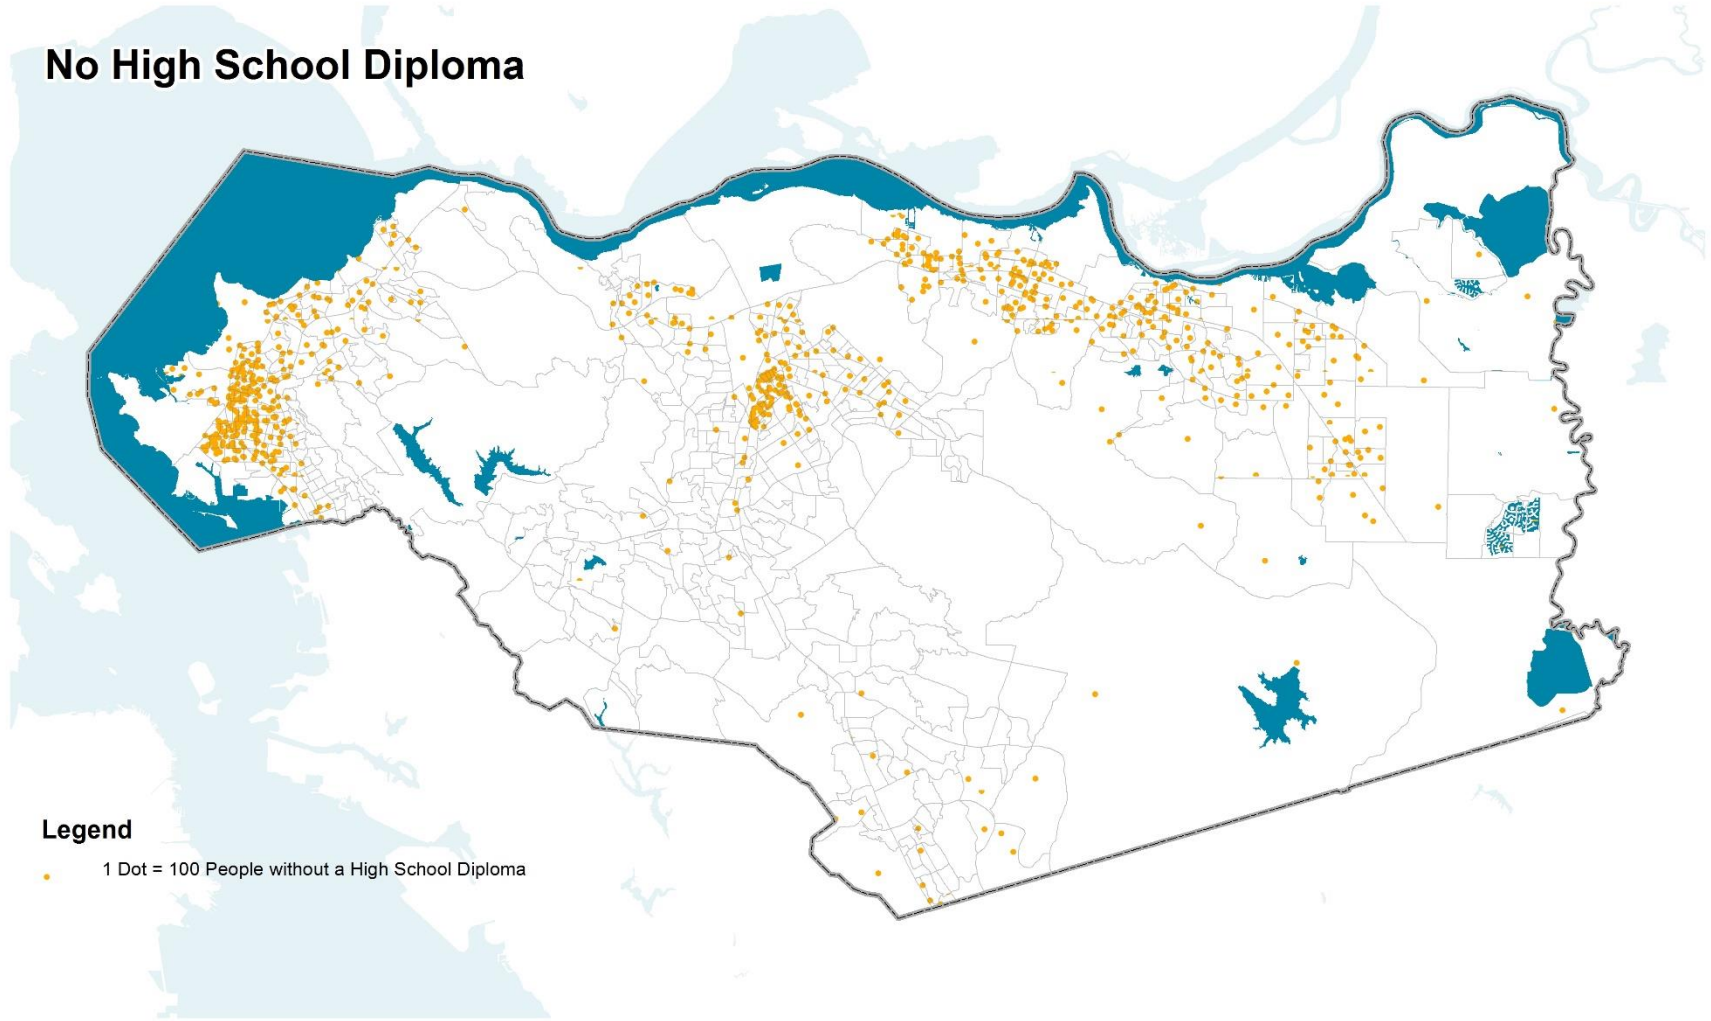 No High School Diploma
Legend
1 Dot = 100 People without a High School Diploma